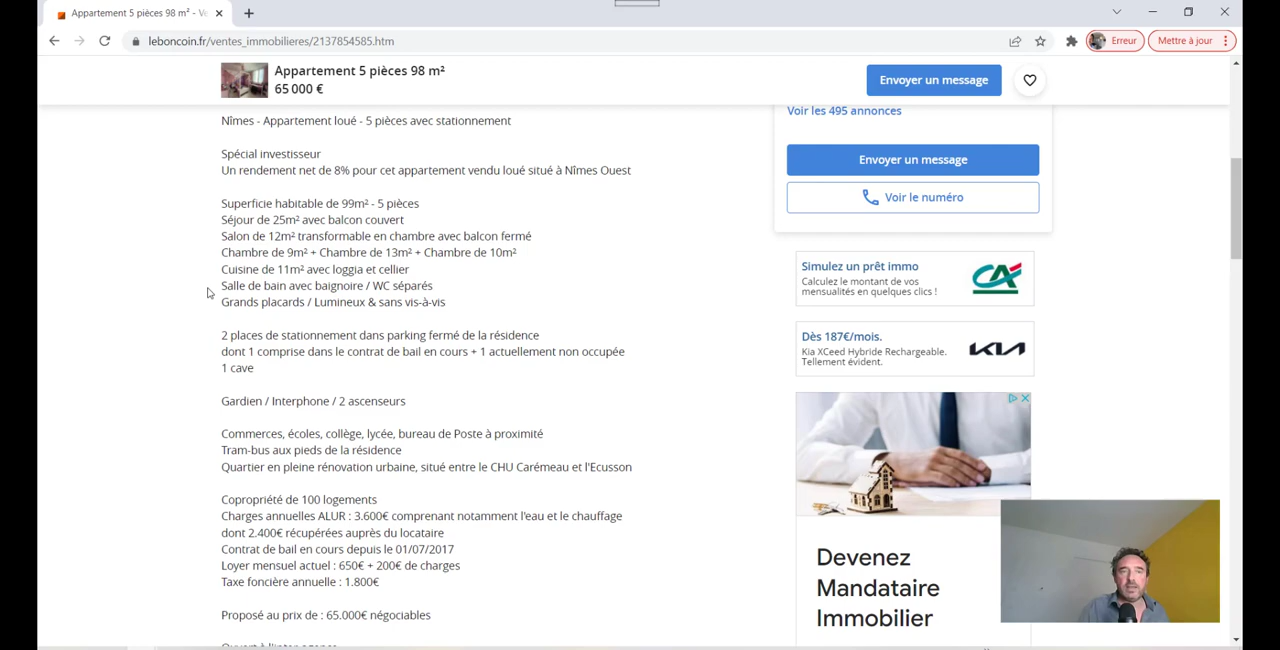 Appartement 5 pièces 98 m² - Ve
leboncoin.fr/ventes_immobilieres/2137854585.htm
Erreur
Mettre à jour
Appartement 5 pièces 98 m²
65 000 €
Envoyer un message
Nîmes - Appartement loué - 5 pièces avec stationnement
Spécial investisseur
Un rendement net de 8% pour cet appartement vendu loué situé à Nîmes Ouest
Superficie habitable de 99m² - 5 pièces
Séjour de 25m² avec balcon couvert
Salon de 12m² transformable en chambre avec balcon fermé
Chambre de 9m² + Chambre de 13m² + Chambre de 10m²
Cuisine de 11m² avec loggia et cellier
Salle de bain avec baignoire / WC séparés
Grands placards / Lumineux & sans vis-à-vis
2 places de stationnement dans parking fermé de la résidence
dont 1 comprise dans le contrat de bail en cours + 1 actuellement non occupée
1 cave
Gardien / Interphone / 2 ascenseurs
Commerces, écoles, collège, lycée, bureau de Poste à proximité
Tram-bus aux pieds de la résidence
Quartier en pleine rénovation urbaine, situé entre le CHU Carémeau et l'Ecusson
Copropriété de 100 logements
Charges annuelles ALUR : 3.600€ comprenant notamment l'eau et le chauffage
dont 2.400€ récupérées auprès du locataire
Contrat de bail en cours depuis le 01/07/2017
Loyer mensuel actuel : 650€ + 200€ de charges
Taxe foncière annuelle : 1.800€
Proposé au prix de : 65.000€ négociables
Ouvert à l'inter-agence
Voir les 495 annonces
Envoyer un message
Voir le numéro
Simulez un prêt immo
Calculez le montant de vos
mensualités en quelques clics !
CA
Dès 187€/mois.
Kia XCeed Hybride Rechargeable.
Tellement évident.
KIA
Devenez
Mandataire
Immobilier